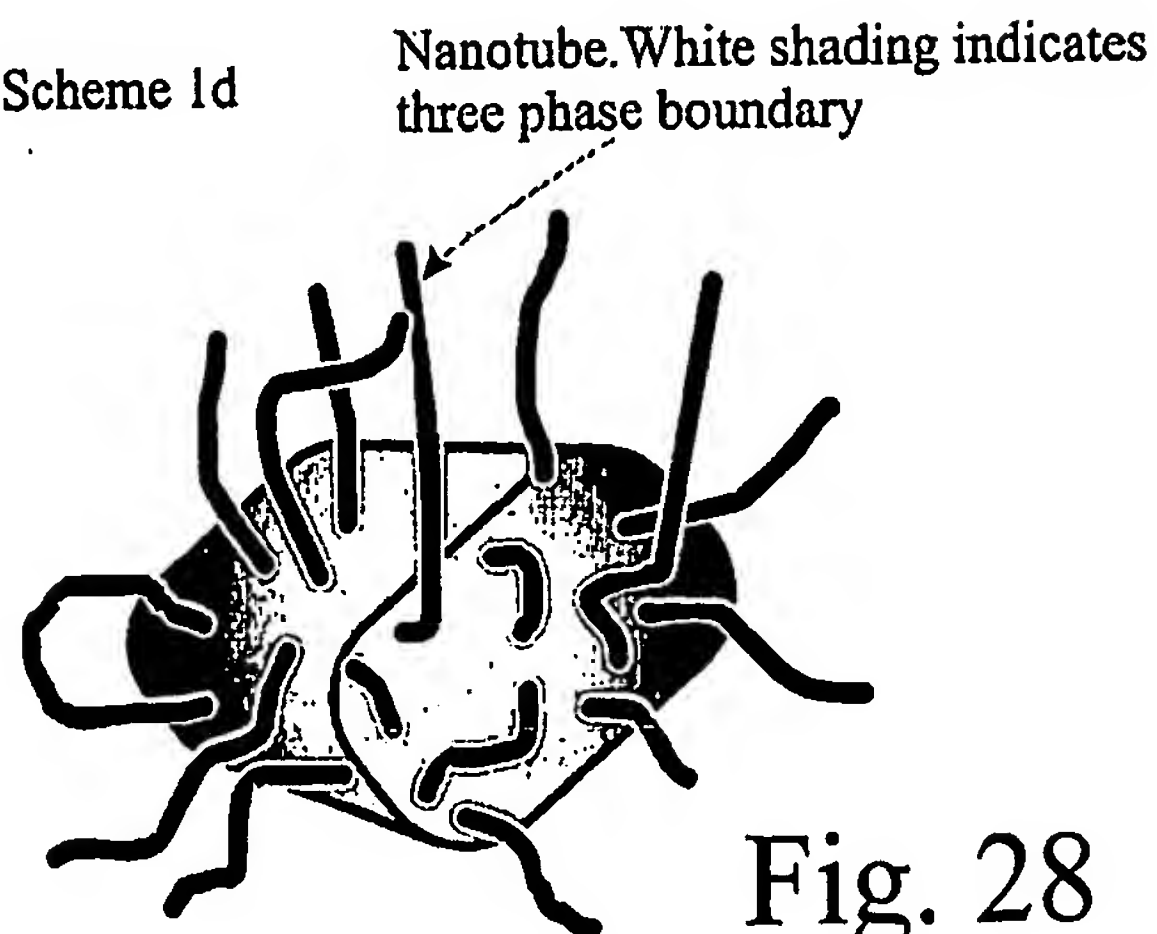 Scheme 1d
Nanotube. White shading indicates
three phase boundary
Fig. 28